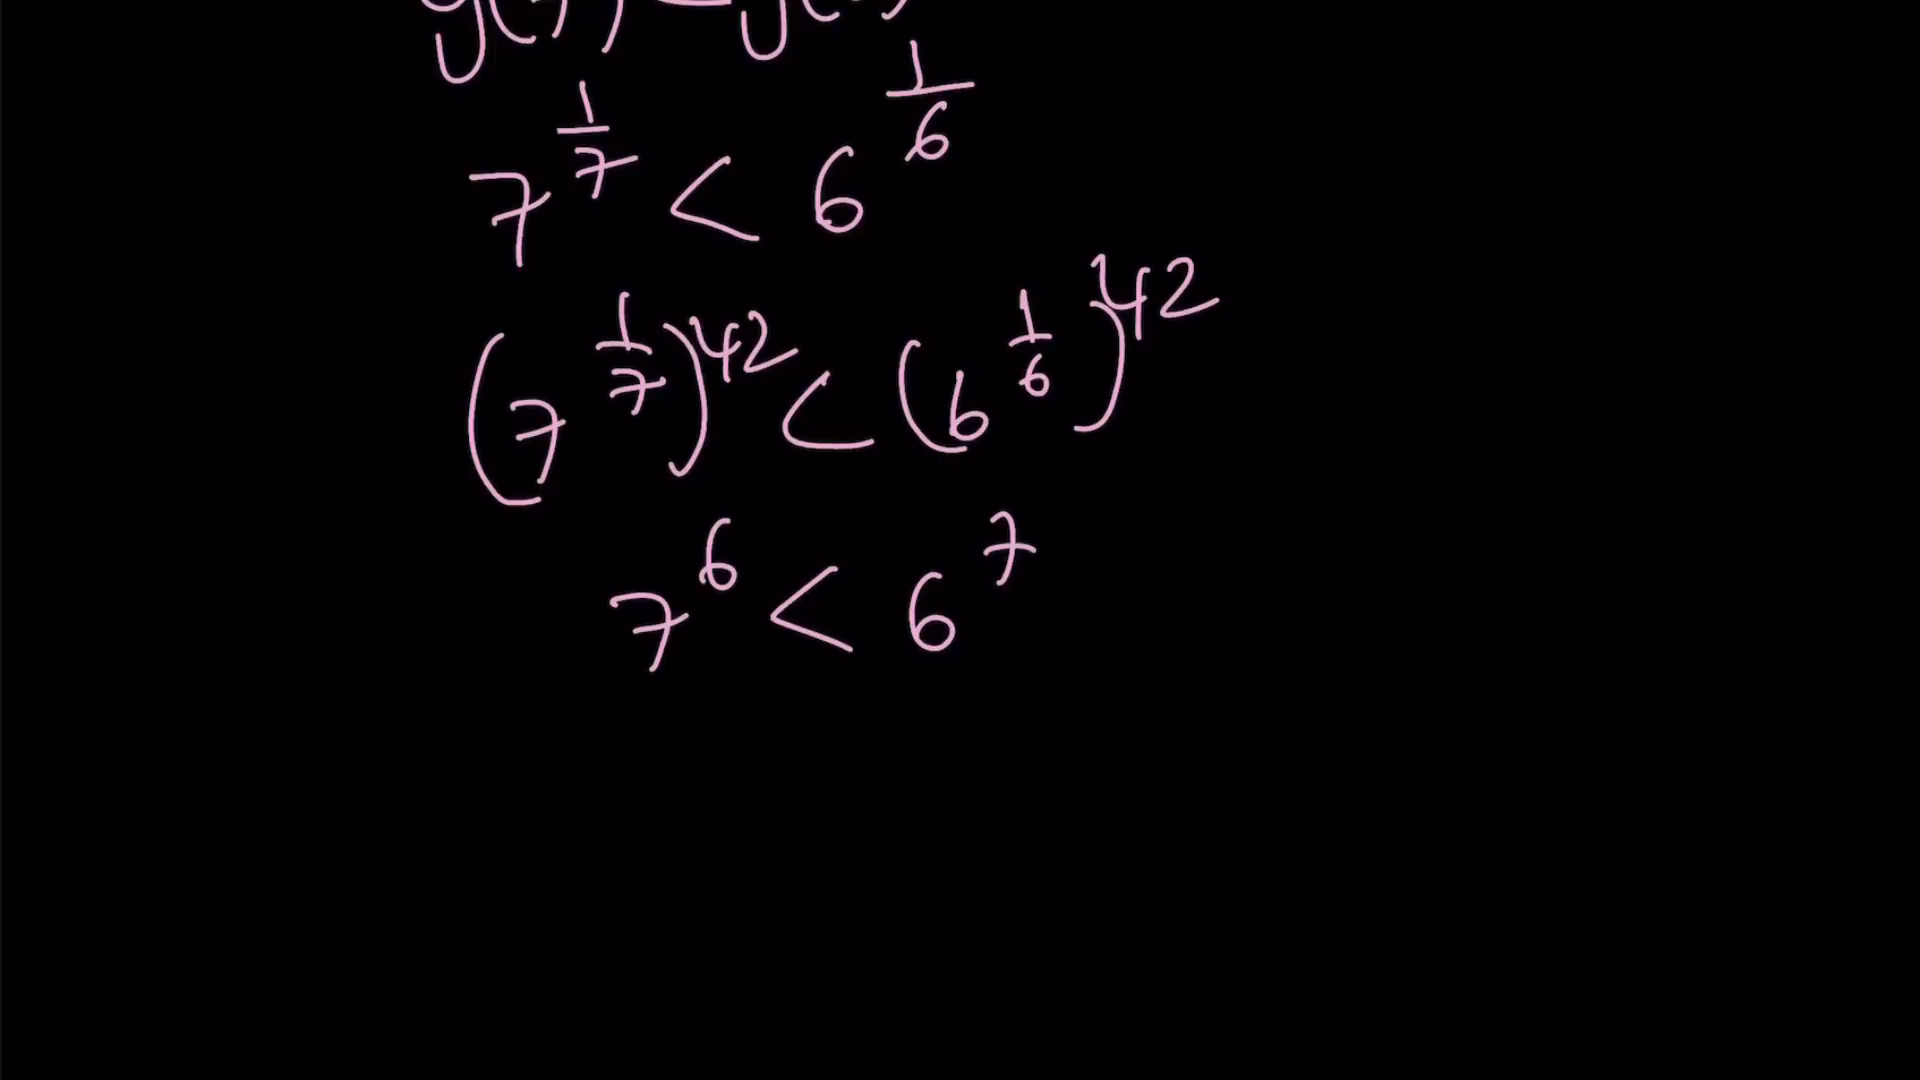 7^(1/7) < 6^(1/6)
(7^(1/7))^42 < (6^(1/6))^42
7^6 < 6^7